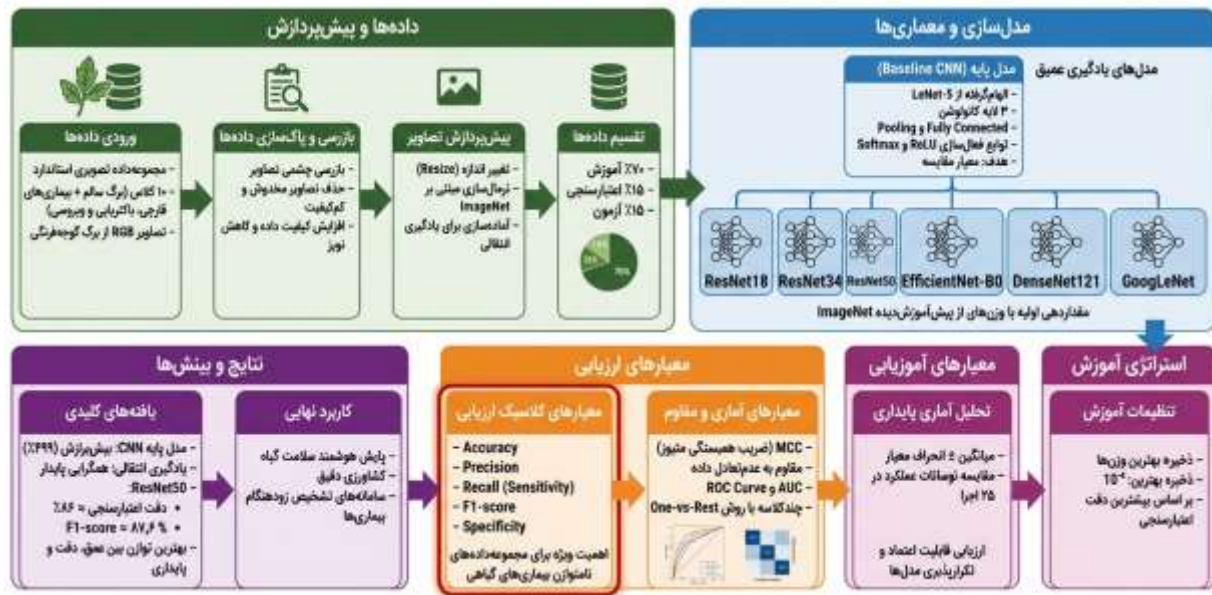 داده‌ها و پیش‌پردازش
ورودی داده‌ها
- مجموعه‌داده تصویری استاندارد
- ۱۰ کلاس (برگ سالم + بیماری‌های
قارچی، باکتریایی و ویروسی)
- تصاویر RGB از برگ گوجه‌فرنگی
بازرسی و پاک‌سازی داده‌ها
- بازرسی چشمی تصاویر
- حذف تصاویر مخدوش و
کم‌کیفیت
- افزایش کیفیت داده و کاهش
نویز
پیش‌پردازش تصاویر
- تغییر اندازه (Resize)
- نرمال‌سازی مبتنی بر
ImageNet
- آماده‌سازی برای یادگیری
انتقالی
تقسیم داده‌ها
- ۷۰٪ آموزش
- ۱۵٪ اعتبارسنجی
- ۱۵٪ آزمون
70%
مدل‌سازی و معماری‌ها
مدل‌های یادگیری عمیق
مدل پایه (Baseline CNN)
- الهام‌گرفته از LeNet-5
- ۳ لایه کانولوشن
- Pooling و Fully Connected
- توابع فعال‌سازی ReLU و Softmax
- هدف: معیار مقایسه
ResNet18
ResNet34
ResNet50
EfficientNet-B0
DenseNet121
GoogLeNet
مقداردهی اولیه با وزن‌های از پیش‌آموزش‌دیده ImageNet
استراتژی آموزش
تنظیمات آموزش
- ذخیره بهترین وزن‌ها
- ذخیره بهترین: 10⁻⁴
- بر اساس بیشترین دقت
اعتبارسنجی
معیارهای آموزیابی
تحلیل آماری پایداری
- میانگین ± انحراف معیار
- مقایسه نوسانات عملکرد در
۲۵ اجرا
ارزیابی قابلیت اعتماد و
تکرارپذیری مدل‌ها
معیارهای ارزیابی
معیارهای آماری و مقاوم
- MCC (ضریب همبستگی متیوز)
- مقاوم به عدم‌تعادل داده
- ROC Curve و AUC
- چندکلاسه با روش One-vs-Rest
معیارهای کلاسیک ارزیابی
- Accuracy
- Precision
- Recall (Sensitivity)
- F1-score
- Specificity
اهمیت ویژه برای مجموعه‌داده‌های
نامتوازن بیماری‌های گیاهی
نتایج و بینش‌ها
کاربرد نهایی
- پایش هوشمند سلامت گیاه
- کشاورزی دقیق
- سامانه‌های تشخیص زودهنگام
بیماری‌ها
یافته‌های کلیدی
- مدل پایه CNN: بیش‌برازش (۴۹۹٪)
- یادگیری انتقالی: همگرایی پایدار
- ResNet50:
• دقت اعتبارسنجی ≈ ۸۶٪
• F1-score ≈ ۸۷٫۶ %
- بهترین توازن بین عمق، دقت و
پایداری